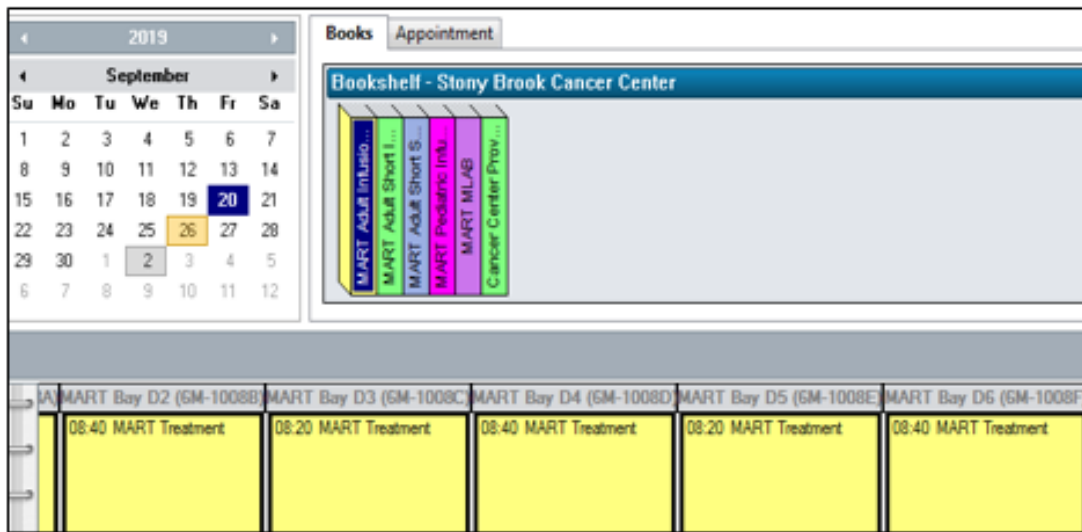 2019
September
Su Mo Tu We Th Fr Sa
1 2 3 4 5 6 7
8 9 10 11 12 13 14
15 16 17 18 19 20 21
22 23 24 25 26 27 28
29 30 1 2 3 4 5
6 7 8 9 10 11 12
Books Appointment
Bookshelf - Stony Brook Cancer Center
MART Adult Infusio...
MART Adult Short I...
MART Adult Short S...
MART Pediatric Infu...
MART MLAB
Cancer Center Prov...
A) MART Bay D2 (6M-1008B) MART Bay D3 (6M-1008C) MART Bay D4 (6M-1008D) MART Bay D5 (6M-1008E) MART Bay D6 (6M-1008F
08:40 MART Treatment 08:20 MART Treatment 08:40 MART Treatment 08:20 MART Treatment 08:40 MART Treatment